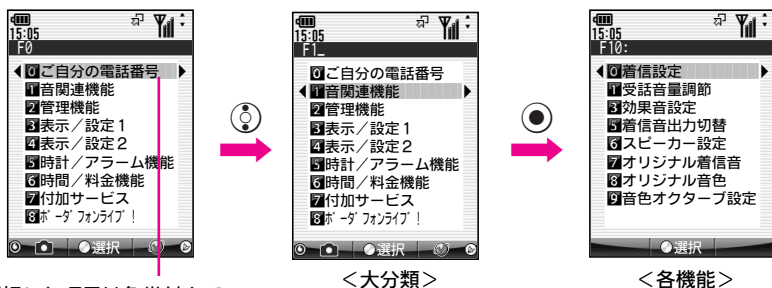 15:05
F0
0ご自分の電話番号
1音関連機能
2管理機能
3表示／設定1
4表示／設定2
5時計／アラーム機能
6時間／料金機能
7付加サービス
8ﾎﾞｰﾀﾞﾌｫﾝﾗｲﾌﾞ！
選択
15:05
F1_
0ご自分の電話番号
1音関連機能
2管理機能
3表示／設定1
4表示／設定2
5時計／アラーム機能
6時間／料金機能
7付加サービス
8ﾎﾞｰﾀﾞﾌｫﾝﾗｲﾌﾞ！
選択
＜大分類＞
15:05
F10:
0着信設定
1受話音量調節
3効果音設定
5着信音出力切替
6スピーカー設定
7オリジナル着信音
8オリジナル音色
9音色オクターブ設定
選択
＜各機能＞